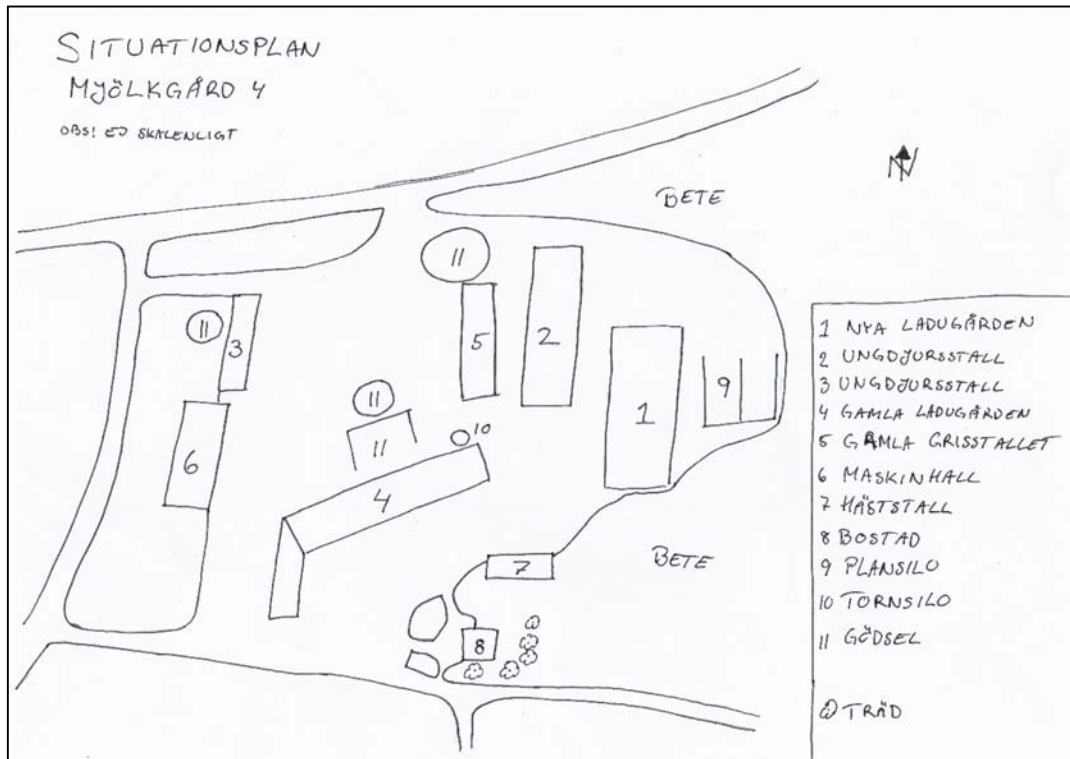 SITUATIONSPLAN
MJÖLKGÅRD 4
OBS! EJ SKALENLIGT
N
BETE
11
2
11
3
5
1
9
11
11
10
6
4
BETE
7
8
1 NYA LADUGÅRDEN
2 UNGDJURSSTALL
3 UNGDJURSSTALL
4 GAMLA LADUGÅRDEN
5 GAMLA GRISSTALLET
6 MASKINHALL
7 HÄSTSTALL
8 BOSTAD
9 PLANSILO
10 TORNSILO
11 GÖDSEL
TRÄD